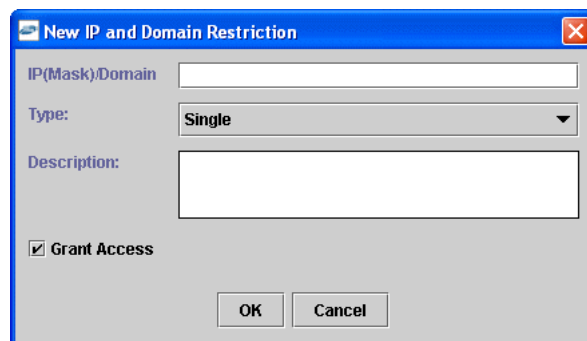 New IP and Domain Restriction
IP(Mask)/Domain
Type: Single
Description:
Grant Access
OK Cancel